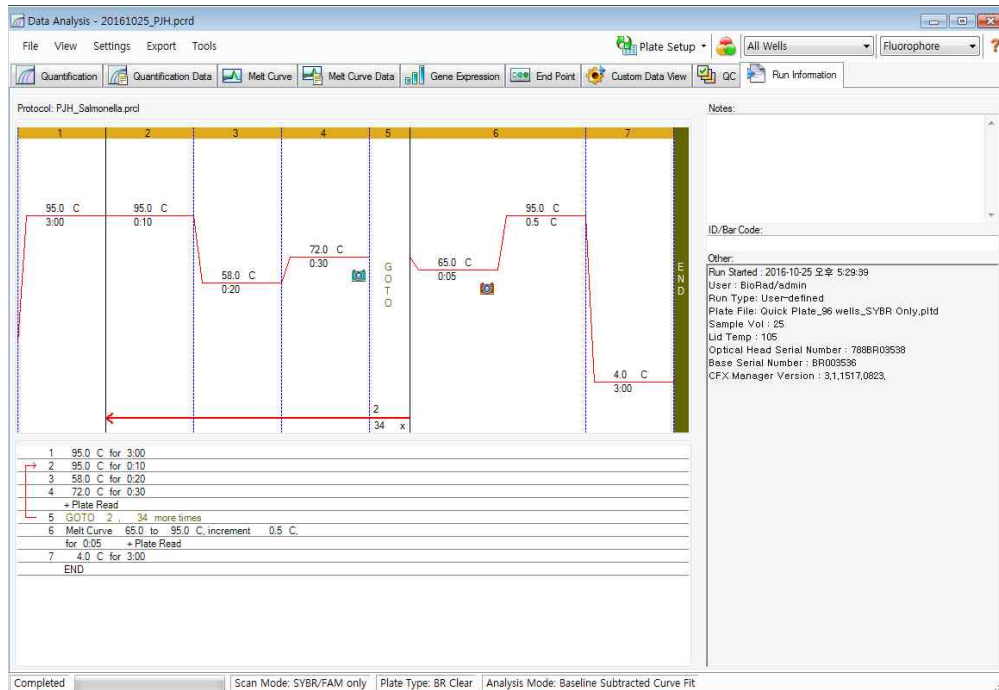 Data Analysis - 20161025_PJH.pcrd
File View Settings Export Tools
Plate Setup All Wells Fluorophore ?
Quantification Quantification Data Melt Curve Melt Curve Data Gene Expression End Point Custom Data View QC Run Information
Protocol: PJH_Salmonella.prcl
1 2 3 4 5 6 7
95.0 C
3:00
95.0 C
0:10
58.0 C
0:20
72.0 C
0:30
GOTO
65.0 C
0:05
95.0 C
0.5 C
4.0 C
3:00
END
2
34 x
1 95.0 C for 3:00
2 95.0 C for 0:10
3 58.0 C for 0:20
4 72.0 C for 0:30
+ Plate Read
5 GOTO 2 , 34 more times
6 Melt Curve 65.0 to 95.0 C, increment 0.5 C,
for 0:05 + Plate Read
7 4.0 C for 3:00
END
Notes:
ID/Bar Code:
Other:
Run Started : 2016-10-25 오후 5:29:39
User : BioRad/admin
Run Type: User-defined
Plate File: Quick Plate_96 wells_SYBR Only.pltd
Sample Vol : 25
Lid Temp : 105
Optical Head Serial Number : 788BR03538
Base Serial Number : BR003536
CFX Manager Version : 3,1,1517,0823,
Completed Scan Mode: SYBR/FAM only Plate Type: BR Clear Analysis Mode: Baseline Subtracted Curve Fit